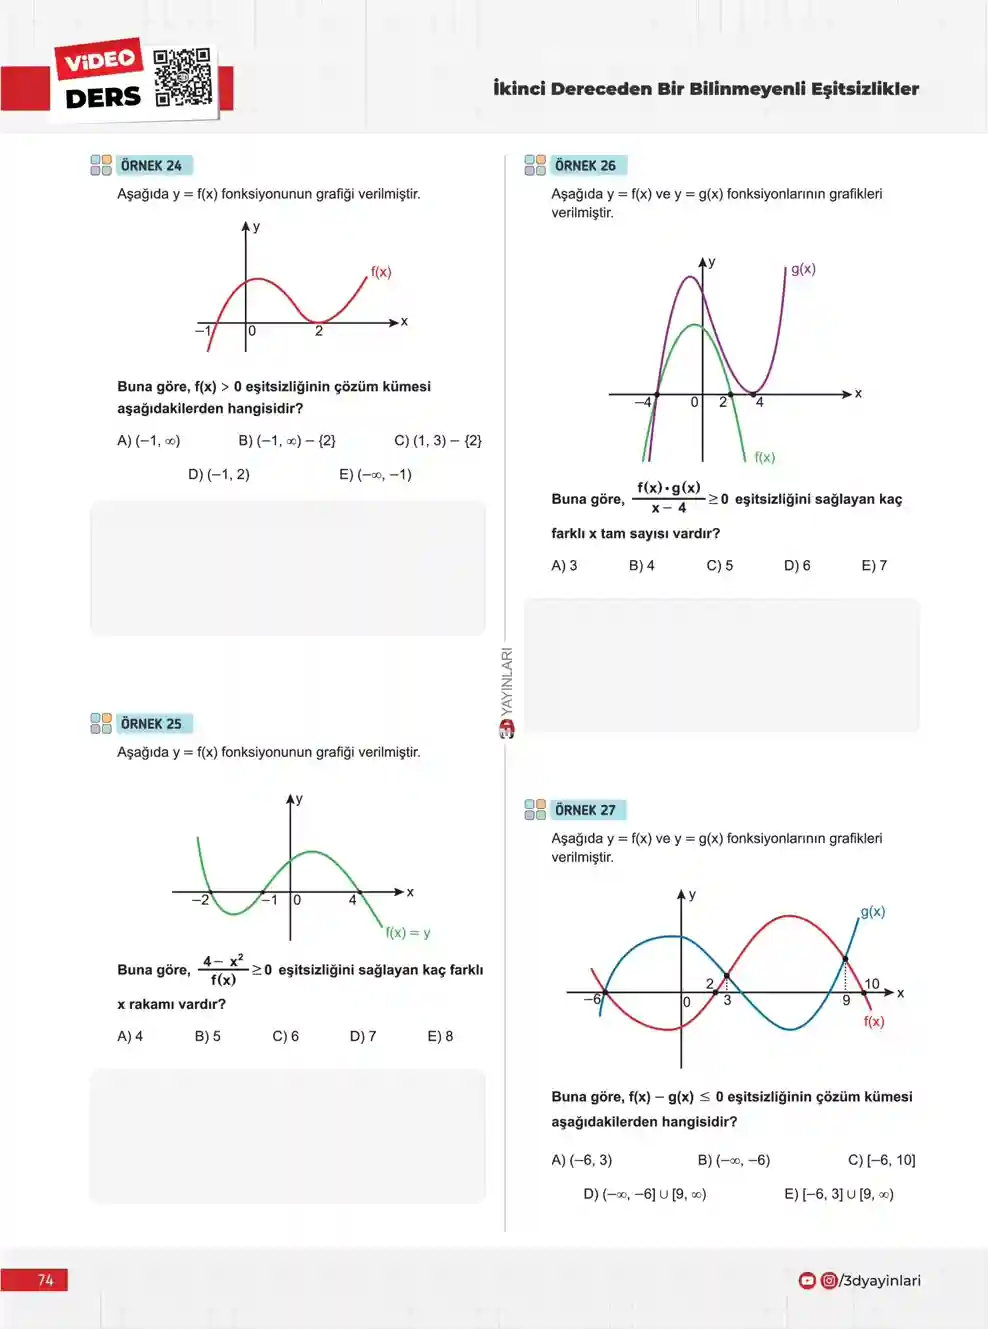 VİDEO
DERS
İkinci Dereceden Bir Bilinmeyenli Eşitsizlikler
ÖRNEK 24
Aşağıda y = f(x) fonksiyonunun grafiği verilmiştir.
y
f(x)
x
–1
0
2
Buna göre, f(x) > 0 eşitsizliğinin çözüm kümesi
aşağıdakilerden hangisidir?
A) (–1, ∞) B) (–1, ∞) – {2} C) (1, 3) – {2}
D) (–1, 2) E) (–∞, –1)
ÖRNEK 25
Aşağıda y = f(x) fonksiyonunun grafiği verilmiştir.
y
x
–2
–1
0
4
f(x) = y
Buna göre, (4 – x²)/f(x) ≥ 0 eşitsizliğini sağlayan kaç farklı
x rakamı vardır?
A) 4 B) 5 C) 6 D) 7 E) 8
ÖRNEK 26
Aşağıda y = f(x) ve y = g(x) fonksiyonlarının grafikleri
verilmiştir.
y
g(x)
x
–4
0
2
4
f(x)
Buna göre, (f(x)·g(x))/(x – 4) ≥ 0 eşitsizliğini sağlayan kaç
farklı x tam sayısı vardır?
A) 3 B) 4 C) 5 D) 6 E) 7
YAYINLARI
ÖRNEK 27
Aşağıda y = f(x) ve y = g(x) fonksiyonlarının grafikleri
verilmiştir.
y
g(x)
2
10
x
–6
0
3
9
f(x)
Buna göre, f(x) – g(x) ≤ 0 eşitsizliğinin çözüm kümesi
aşağıdakilerden hangisidir?
A) (–6, 3) B) (–∞, –6) C) [–6, 10]
D) (–∞, –6] ∪ [9, ∞) E) [–6, 3] ∪ [9, ∞)
74
/3dyayinlari